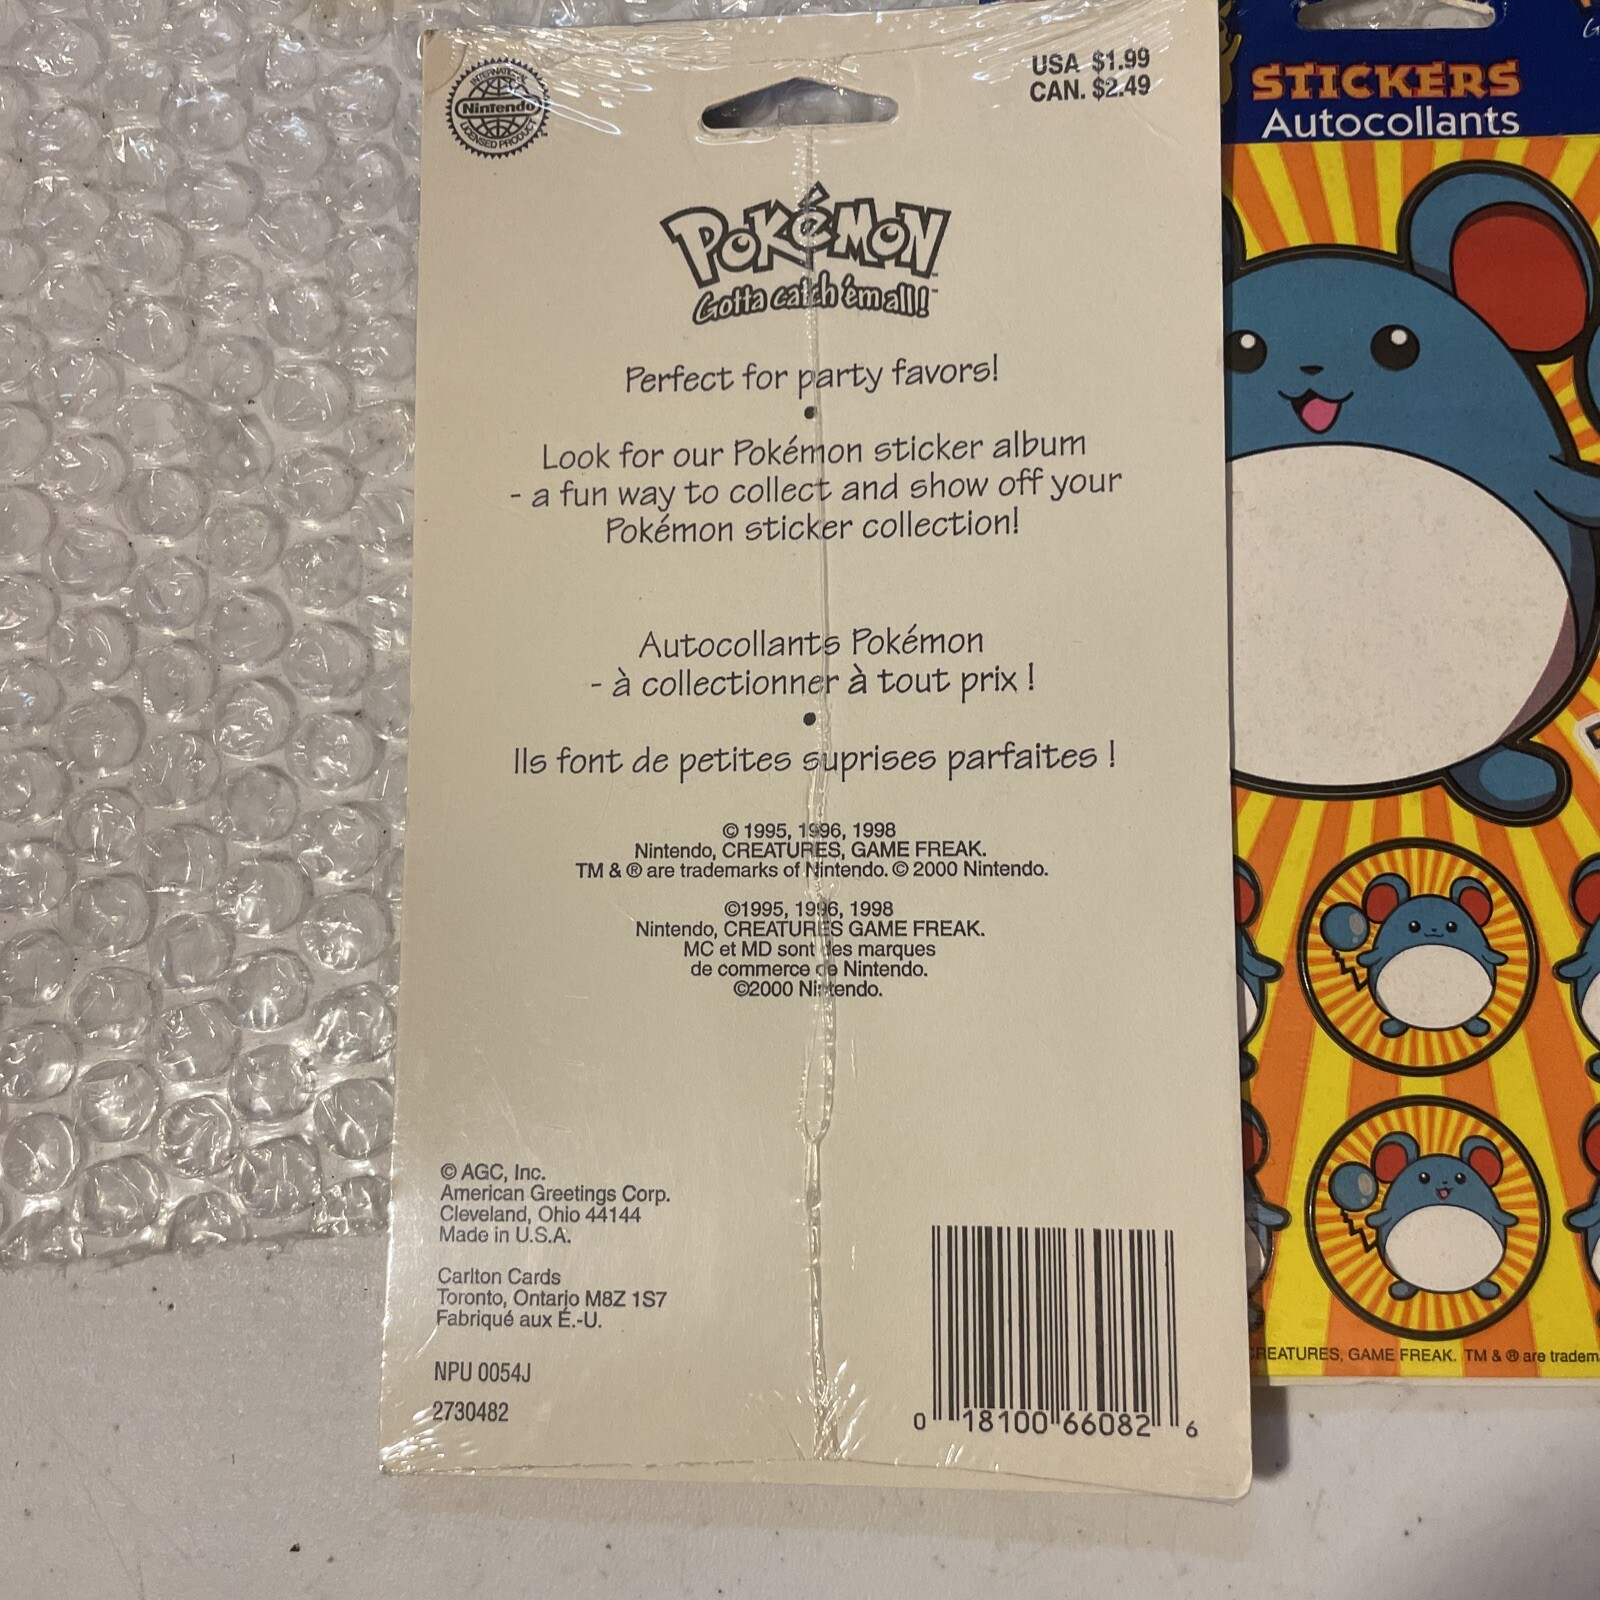 INTERNATIONAL
Nintendo
LICENSED PRODUCT
USA $1.99
CAN. $2.49
POKéMON
Gotta catch 'em all!™
Perfect for party favors!
•
Look for our Pokémon sticker album
- a fun way to collect and show off your
Pokémon sticker collection!
Autocollants Pokémon
- à collectionner à tout prix !
•
Ils font de petites suprises parfaites !
© 1995, 1996, 1998
Nintendo, CREATURES, GAME FREAK.
TM & ® are trademarks of Nintendo. © 2000 Nintendo.
©1995, 1996, 1998
Nintendo, CREATURES GAME FREAK.
MC et MD sont des marques
de commerce de Nintendo.
©2000 Nintendo.
© AGC, Inc.
American Greetings Corp.
Cleveland, Ohio 44144
Made in U.S.A.
Carlton Cards
Toronto, Ontario M8Z 1S7
Fabriqué aux É.-U.
NPU 0054J
2730482
0 18100 66082 6
STICKERS
Autocollants
CREATURES, GAME FREAK. TM & ® are tradem